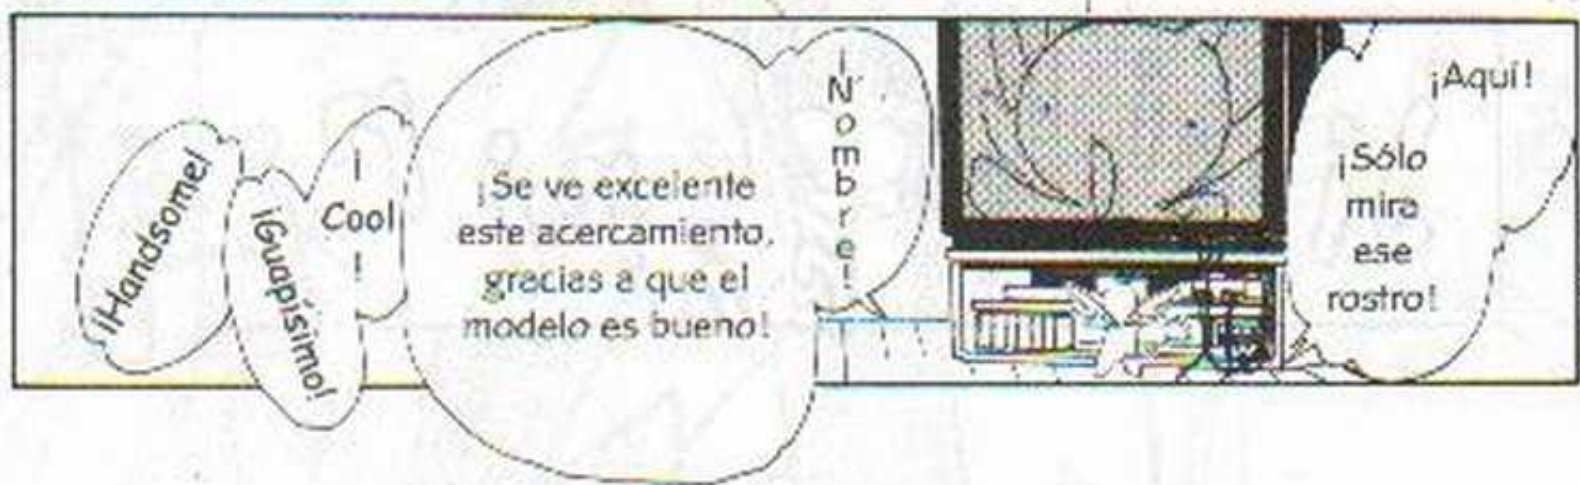 ¡Aquí!
¡Sólo
mira
ese
rostro!
¡N'ombre!
¡Se ve excelente
este acercamiento,
gracias a que el
modelo es bueno!
¡Cool!
¡Guapísimo!
¡Handsome!